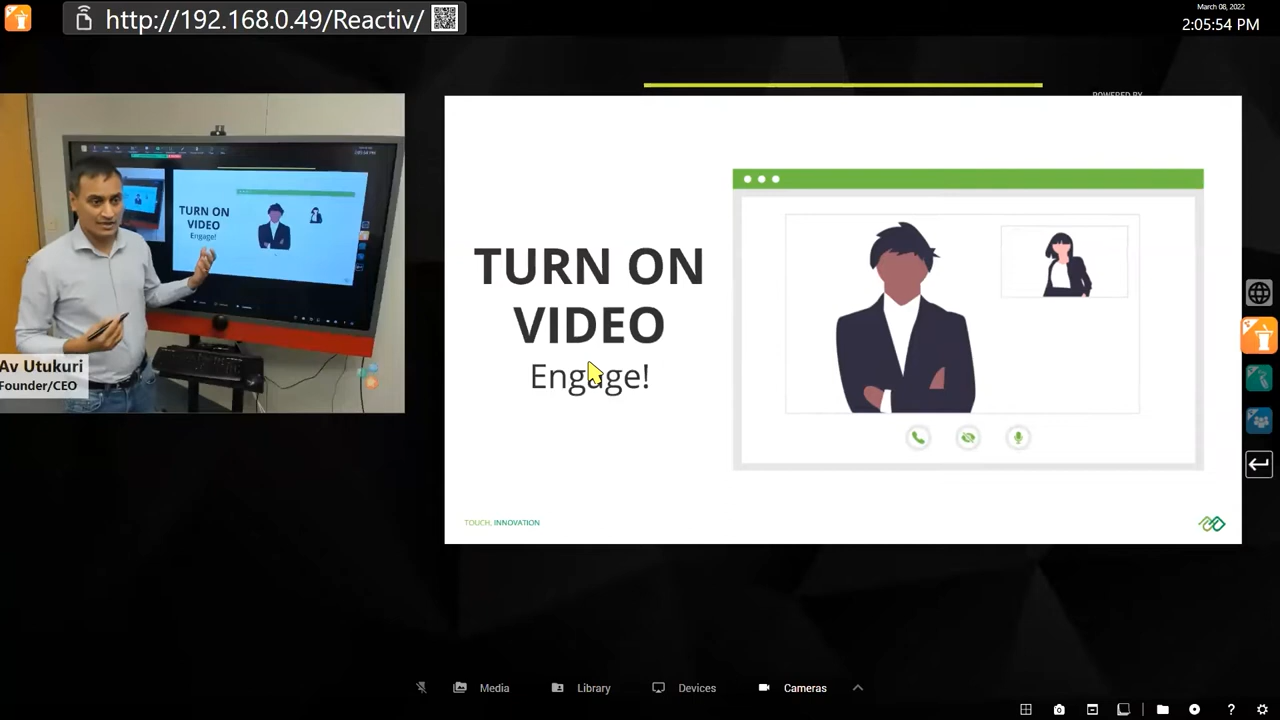 http://192.168.0.49/Reactiv/
March 08, 2022
2:05:54 PM
POWERED BY
TURN ON
VIDEO
Engage!
Av Utukuri
Founder/CEO
TURN ON
VIDEO
Engage!
TOUCH, INNOVATION
Media
Library
Devices
Cameras
?